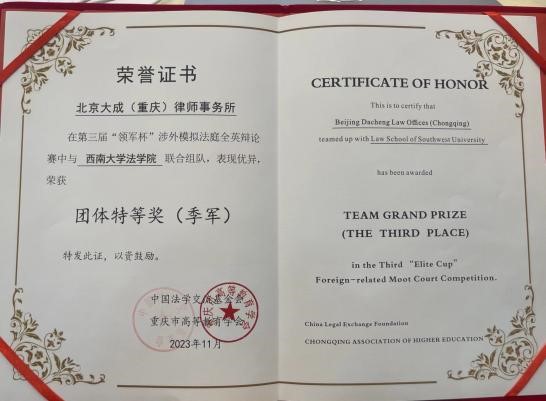 荣誉证书
北京大成（重庆）律师事务所
在第三届“领军杯”涉外模拟法庭全英辩论
赛中与 西南大学法学院 联合组队，表现优异，
荣获
团体特等奖（季军）
特发此证，以资鼓励。
中国法学交流基金会
重庆市高等教育学会
2023年11月
CERTIFICATE OF HONOR
This is to certify that
Beijing Dacheng Law Offices (Chongqing)
teamed up with Law School of Southwest University
has been awarded
TEAM GRAND PRIZE
(THE THIRD PLACE)
in the Third “Elite Cup”
Foreign-related Moot Court Competition.
China Legal Exchange Foundation
CHONGQING ASSOCIATION OF HIGHER EDUCATION